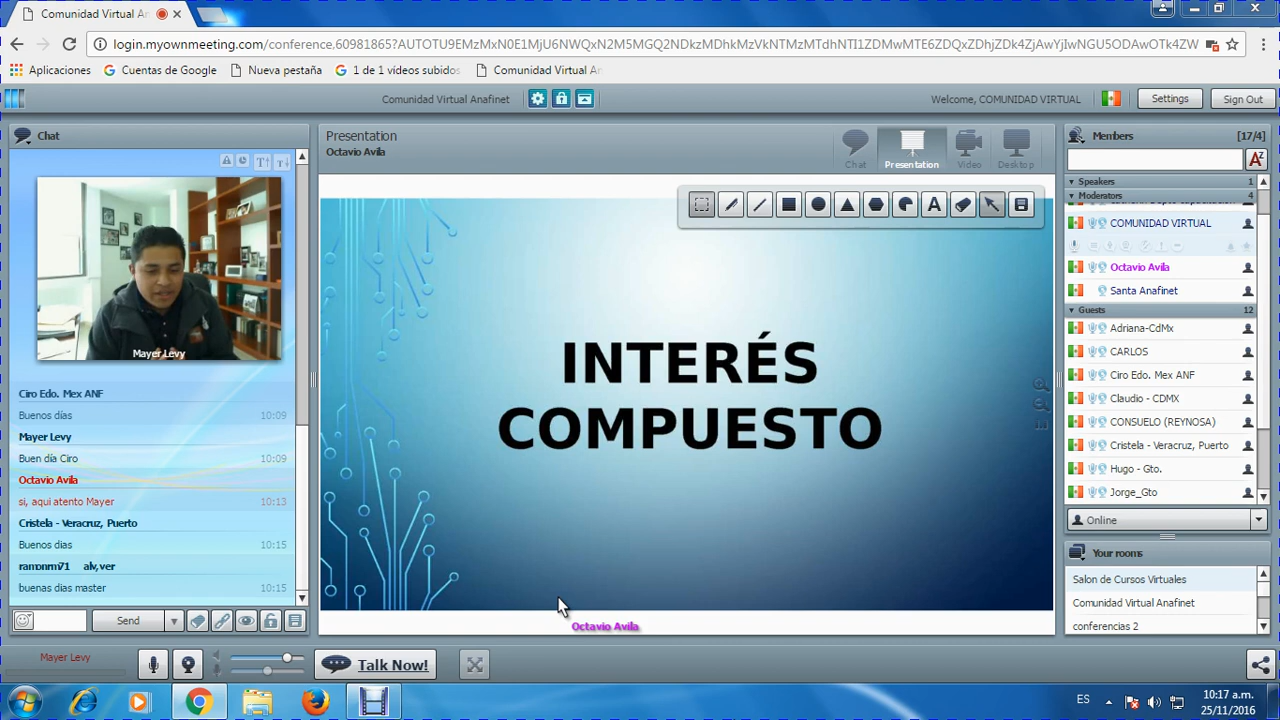 Comunidad Virtual An
login.myownmeeting.com/conference.60981865?AUTOTU9EMzMxN0E1MjU6NWQxN2M5MGQ2NDkzMDhkMzVkNTMzMTdhNTI1ZDMwMTE6ZDQxZDhjZDk4ZjAwYjIwNGU5ODAwOTk4ZW
Aplicaciones
Cuentas de Google
Nueva pestaña
1 de 1 vídeos subidos
Comunidad Virtual An
Comunidad Virtual Anafinet
Welcome, COMUNIDAD VIRTUAL
Settings
Sign Out
Chat
Mayer Levy
Ciro Edo. Mex ANF
Buenos días 10:09
Mayer Levy
Buen día Ciro 10:09
Octavio Avila
si, aqui atento Mayer 10:13
Cristela - Veracruz, Puerto
Buenos dias 10:15
ramonrm71 alv,ver
buenas dias master 10:15
Send
Presentation
Octavio Avila
Chat
Presentation
Video
Desktop
A
INTERÉS
COMPUESTO
Octavio Avila
Members [17/4]
Speakers 1
Moderators 4
COMUNIDAD VIRTUAL
Octavio Avila
Santa Anafinet
Guests 12
Adriana-CdMx
CARLOS
Ciro Edo. Mex ANF
Claudio - CDMX
CONSUELO (REYNOSA)
Cristela - Veracruz, Puerto
Hugo - Gto.
Jorge_Gto
Online
Your rooms
Salon de Cursos Virtuales
Comunidad Virtual Anafinet
conferencias 2
Mayer Levy
Talk Now!
ES
10:17 a.m.
25/11/2016